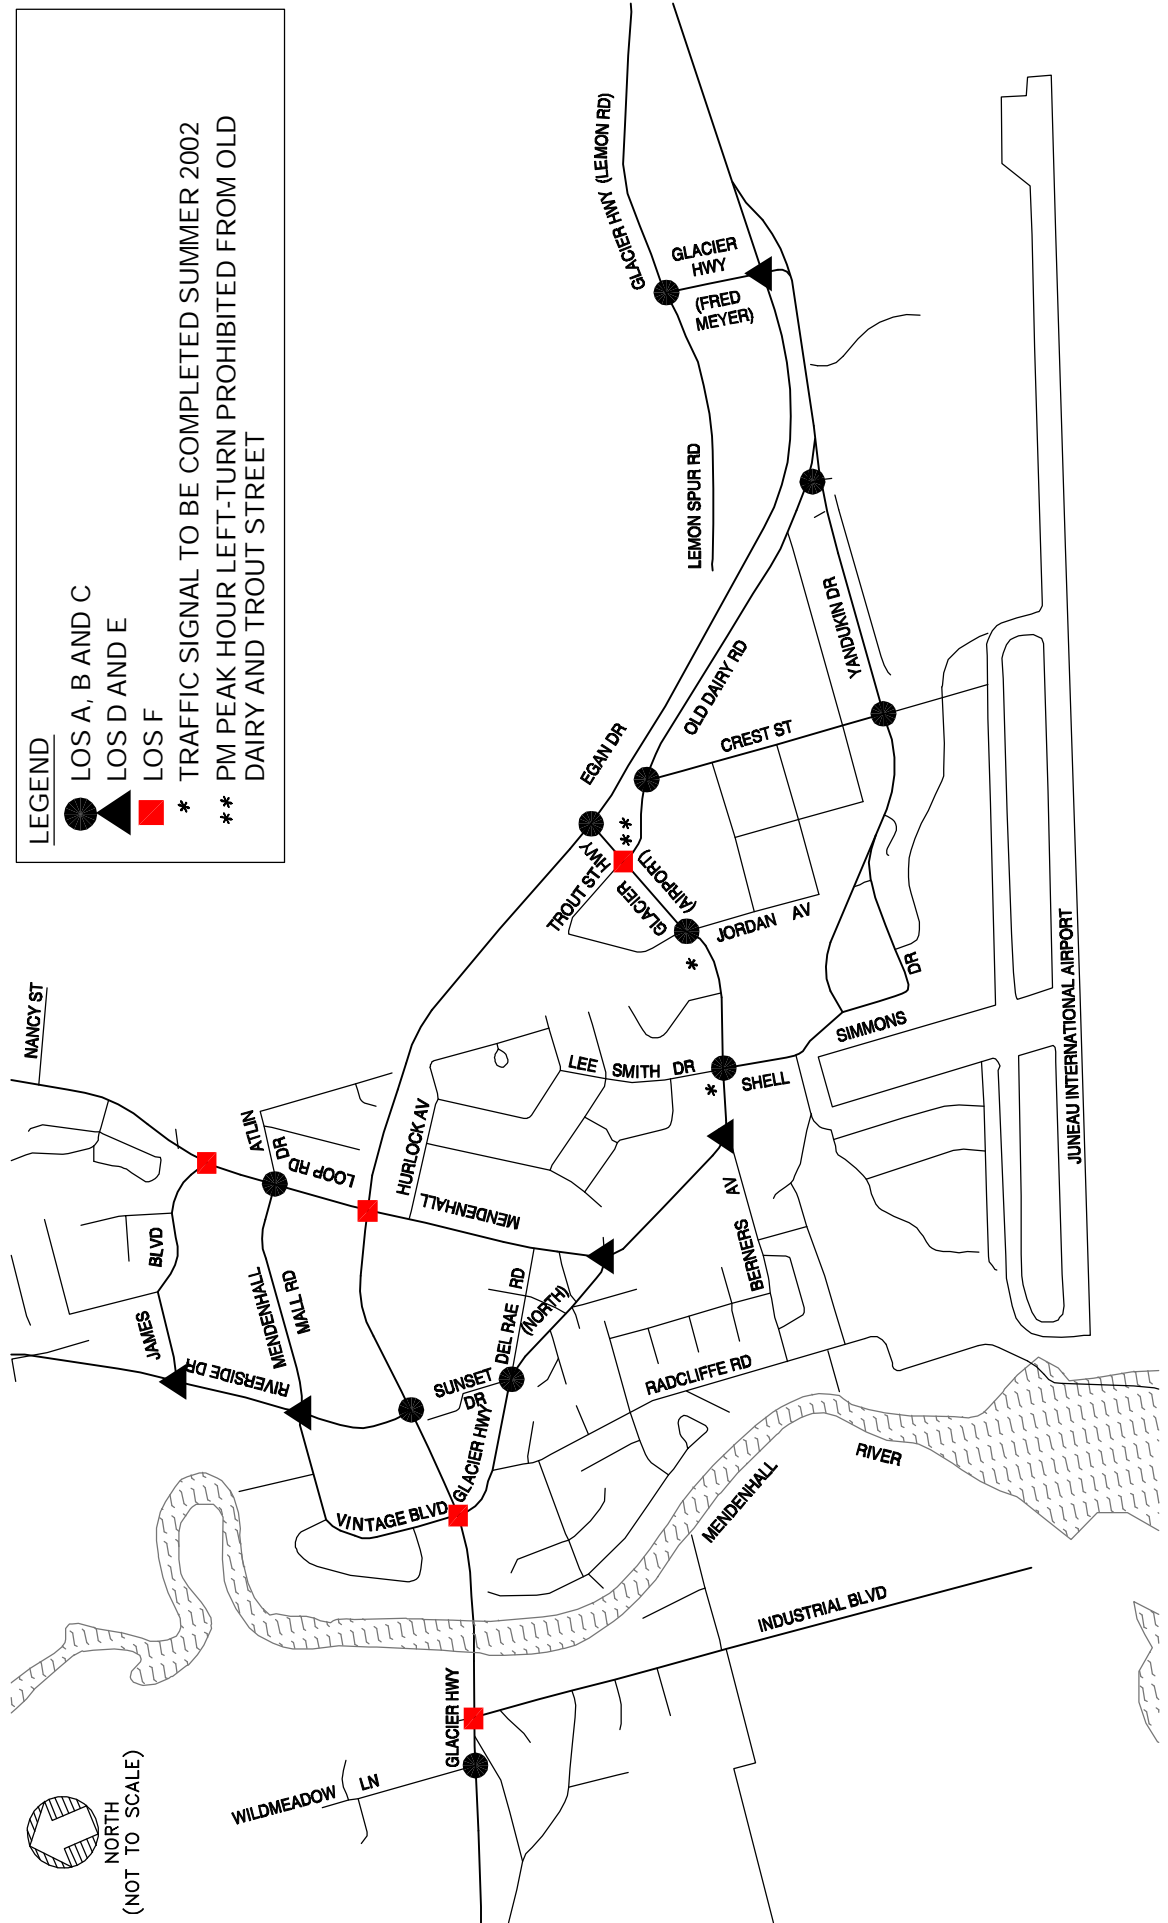 LEGEND
LOS A, B AND C
LOS D AND E
LOS F
* TRAFFIC SIGNAL TO BE COMPLETED SUMMER 2002
** PM PEAK HOUR LEFT-TURN PROHIBITED FROM OLD
DAIRY AND TROUT STREET
NORTH
(NOT TO SCALE)
WILDMEADOW LN
GLACIER HWY
INDUSTRIAL BLVD
MENDENHALL
RIVER
VINTAGE BLVD
GLACIER HWY
RIVERSIDE DR
JAMES
BLVD
MENDENHALL
MALL RD
SUNSET
DR
DEL RAE RD
(NORTH)
RADCLIFFE RD
BERNERS AV
MENDENHALL
LOOP RD
ATLIN
DR
NANCY ST
HURLOCK AV
LEE SMITH DR
*
SHELL
SIMMONS
DR
*
JORDAN AV
TROUT ST
GLACIER
HWY
(AIRPORT)
**
EGAN DR
OLD DAIRY RD
CREST ST
YANDUKIN DR
LEMON SPUR RD
GLACIER HWY (LEMON RD)
GLACIER
HWY
(FRED
MEYER)
JUNEAU INTERNATIONAL AIRPORT